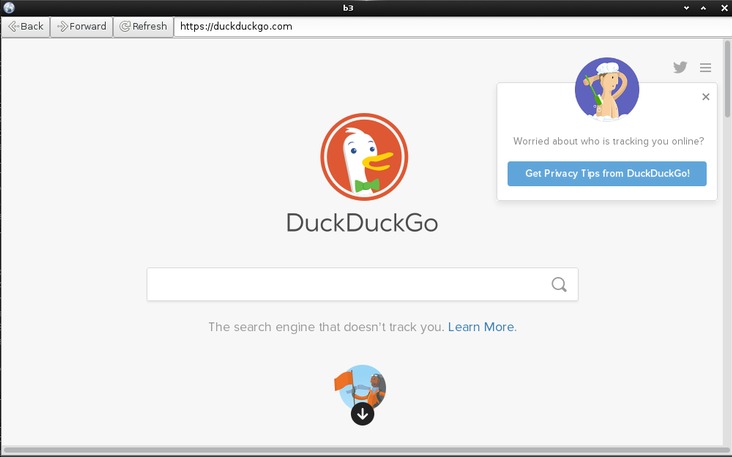 b3
Back Forward Refresh https://duckduckgo.com
Worried about who is tracking you online?
Get Privacy Tips from DuckDuckGo!
DuckDuckGo
The search engine that doesn't track you. Learn More.